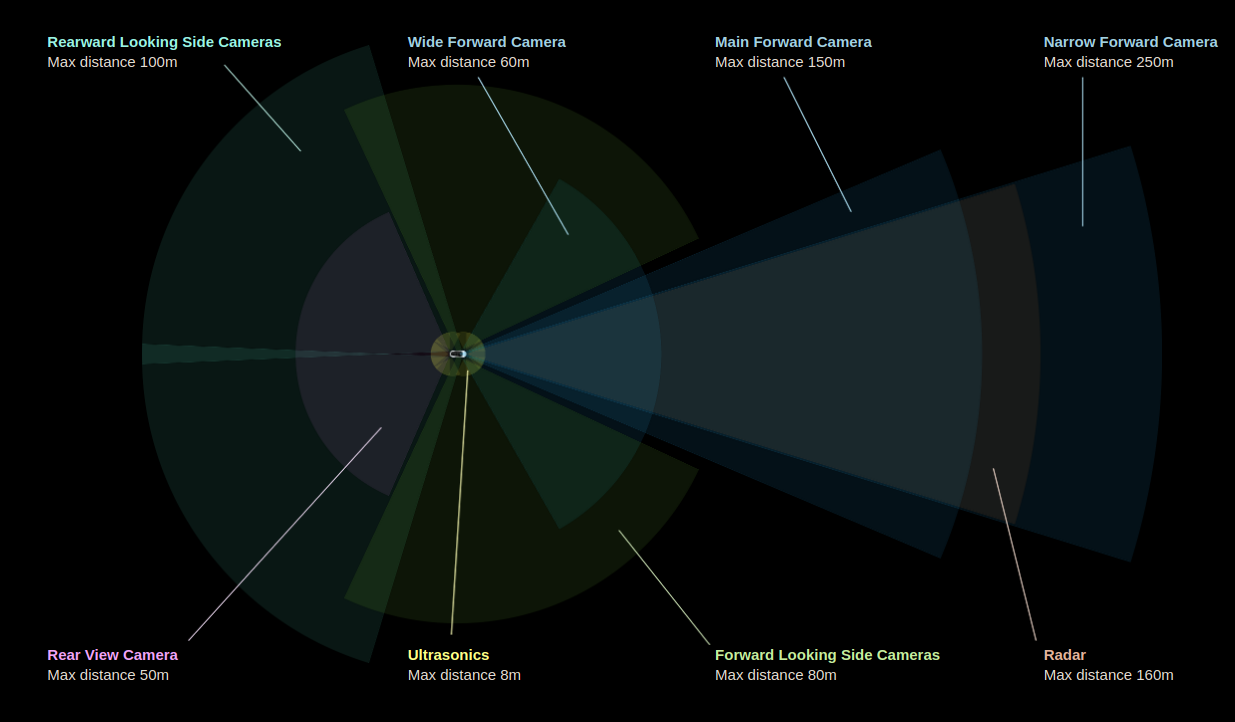 Rearward Looking Side Cameras
Max distance 100m
Wide Forward Camera
Max distance 60m
Main Forward Camera
Max distance 150m
Narrow Forward Camera
Max distance 250m
Rear View Camera
Max distance 50m
Ultrasonics
Max distance 8m
Forward Looking Side Cameras
Max distance 80m
Radar
Max distance 160m